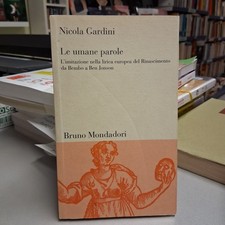 Nicola Gardini
Le umane parole
L'imitazione nella lirica europea del Rinascimento
da Bembo a Ben Jonson
Bruno Mondadori